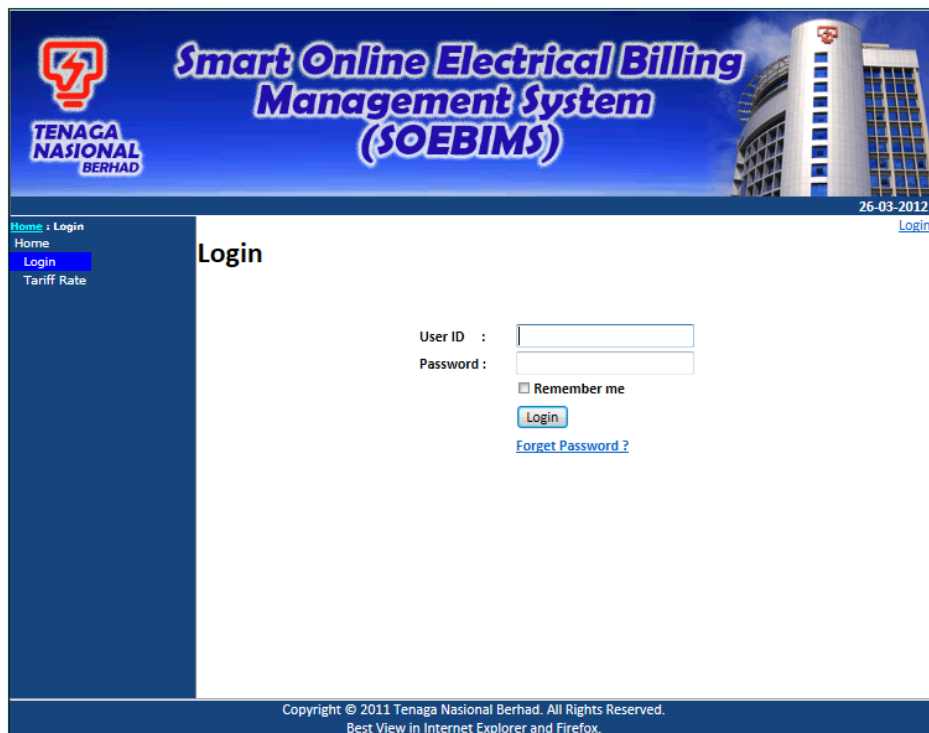 Smart Online Electrical Billing
Management System
(SOEBIMS)
TENAGA
NASIONAL
BERHAD
26-03-2012
Home : Login
Login
Home
Login
Tariff Rate
Login
User ID :
Password :
Remember me
Login
Forget Password ?
Copyright © 2011 Tenaga Nasional Berhad. All Rights Reserved.
Best View in Internet Explorer and Firefox.